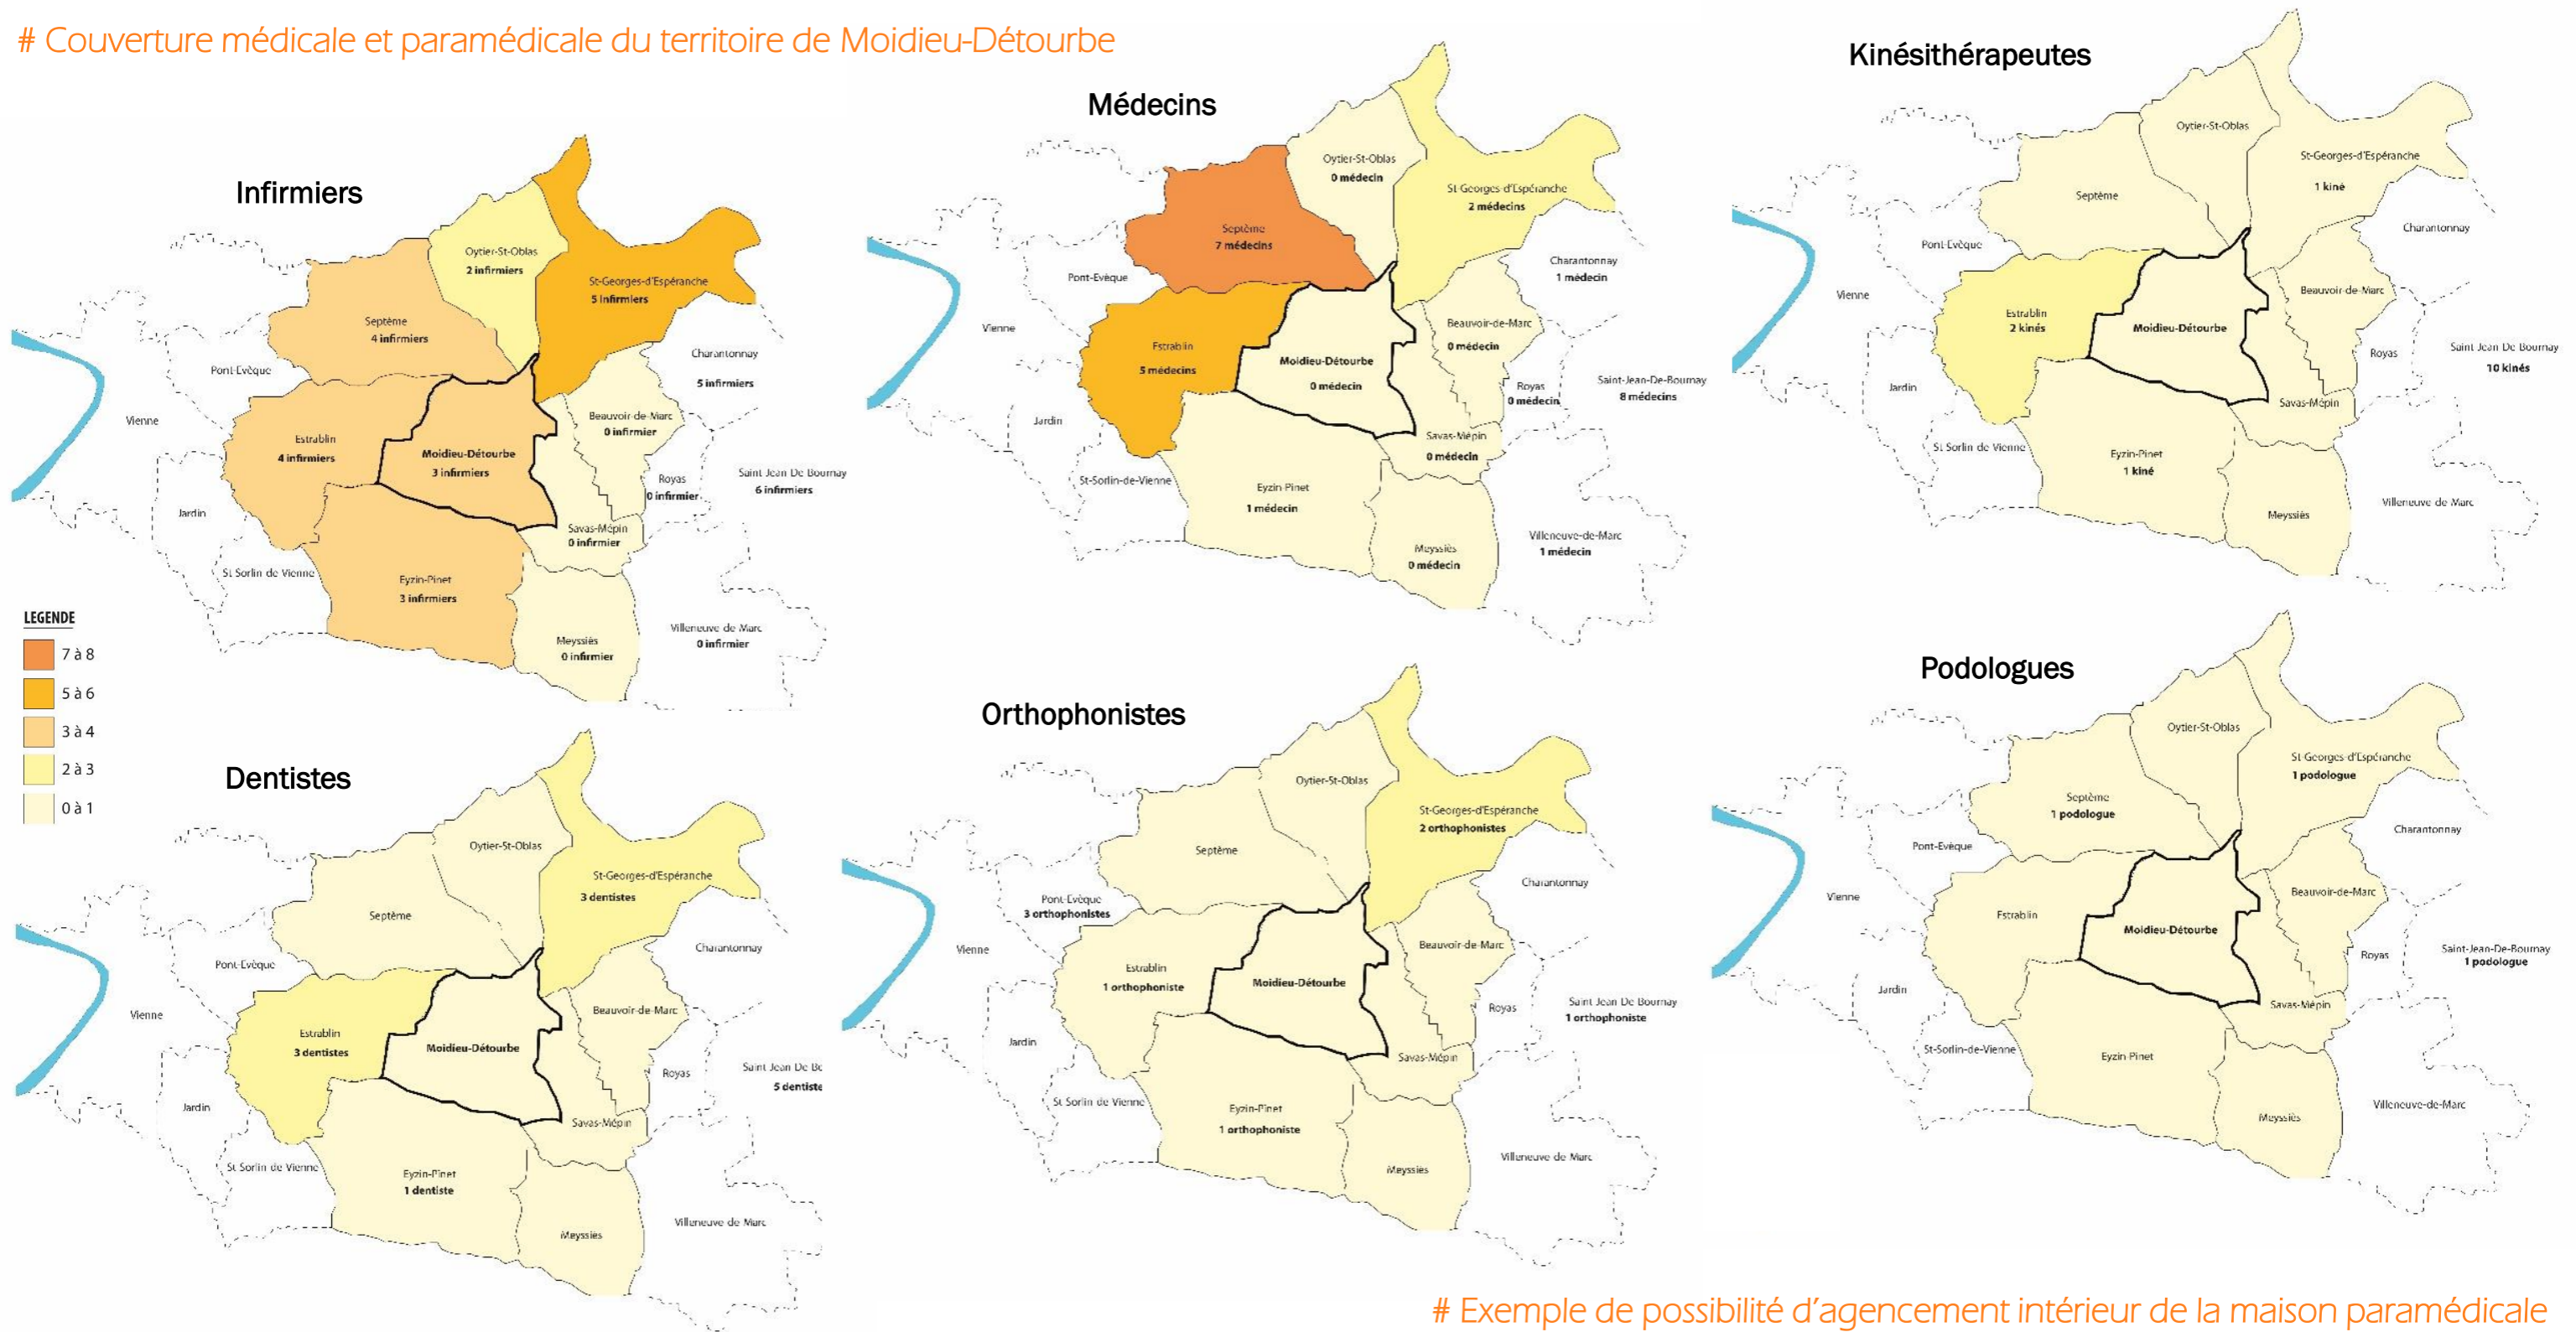 # Couverture médicale et paramédicale du territoire de Moidieu-Détourbe
Infirmiers
Oytier-St-Oblas
2 infirmiers
St-Georges-d'Espéranche
5 infirmiers
Septème
4 infirmiers
Charantonnay
5 infirmiers
Pont-Evèque
Vienne
Beauvoir-de-Marc
0 infirmier
Estrablin
4 infirmiers
Moidieu-Détourbe
3 infirmiers
Royas
0 infirmier
Saint Jean De Bournay
6 infirmiers
Jardin
Savas-Mépin
0 infirmier
St Sorlin de Vienne
Eyzin-Pinet
3 infirmiers
Meyssiès
0 infirmier
Villeneuve de Marc
0 infirmier
LEGENDE
7 à 8
5 à 6
3 à 4
2 à 3
0 à 1
Médecins
Oytier-St-Oblas
0 médecin
St-Georges-d'Espéranche
2 médecins
Septème
7 médecins
Charantonnay
1 médecin
Pont-Evèque
Vienne
Beauvoir-de-Marc
0 médecin
Estrablin
5 médecins
Moidieu-Détourbe
0 médecin
Royas
0 médecin
Saint-Jean-De-Bournay
8 médecins
Jardin
Savas-Mépin
0 médecin
St-Sorlin-de-Vienne
Eyzin Pinet
1 médecin
Meyssiès
0 médecin
Villeneuve-de-Marc
1 médecin
Kinésithérapeutes
Oytier-St-Oblas
St-Georges-d'Espéranche
1 kiné
Septème
Charantonnay
Pont-Evèque
Vienne
Beauvoir-de-Marc
Estrablin
2 kinés
Moidieu-Détourbe
Royas
Saint Jean De Bournay
10 kinés
Jardin
Savas-Mépin
St Sorlin de Vienne
Eyzin-Pinet
1 kiné
Meyssiès
Villeneuve de Marc
Dentistes
Oytier-St-Oblas
St-Georges-d'Espéranche
3 dentistes
Septème
Charantonnay
Pont-Evèque
Vienne
Beauvoir-de-Marc
Estrablin
3 dentistes
Moidieu-Détourbe
Royas
Saint Jean De Bo
5 dentiste
Jardin
Savas-Mépin
St Sorlin de Vienne
Eyzin-Pinet
1 dentiste
Meyssiès
Villeneuve de Marc
Orthophonistes
Oytier-St-Oblas
St-Georges-d'Espéranche
2 orthophonistes
Septème
Charantonnay
Pont-Evèque
3 orthophonistes
Vienne
Beauvoir-de-Marc
Estrablin
1 orthophoniste
Moidieu-Détourbe
Royas
Saint Jean De Bournay
1 orthophoniste
Jardin
Savas-Mépin
St Sorlin de Vienne
Eyzin-Pinet
1 orthophoniste
Meyssiès
Villeneuve de Marc
Podologues
Oytier-St-Oblas
St-Georges-d'Espéranche
1 podologue
Septème
1 podologue
Charantonnay
Pont-Evèque
Vienne
Beauvoir-de-Marc
Estrablin
Moidieu-Détourbe
Royas
Saint-Jean-De-Bournay
1 podologue
Jardin
Savas-Mépin
St-Sorlin-de-Vienne
Eyzin Pinet
Meyssiès
Villeneuve-de-Marc
# Exemple de possibilité d'agencement intérieur de la maison paramédicale